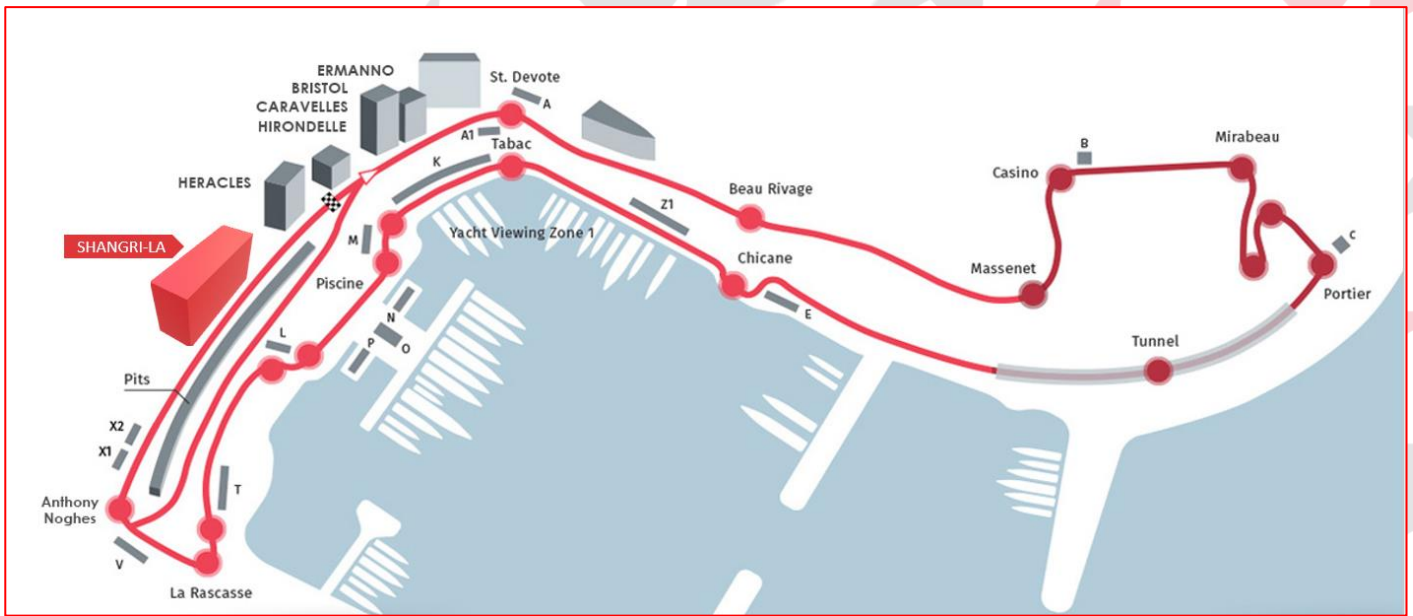 ERMANNO
BRISTOL
CARAVELLES
HIRONDELLE
St. Devote
A
A1
Tabac
K
HERACLES
SHANGRI-LA
M
Piscine
Yacht Viewing Zone 1
Z1
Beau Rivage
Chicane
E
Casino
B
Mirabeau
Massenet
C
Portier
Tunnel
N
O
P
L
Pits
X2
X1
T
Anthony
Noghes
V
La Rascasse